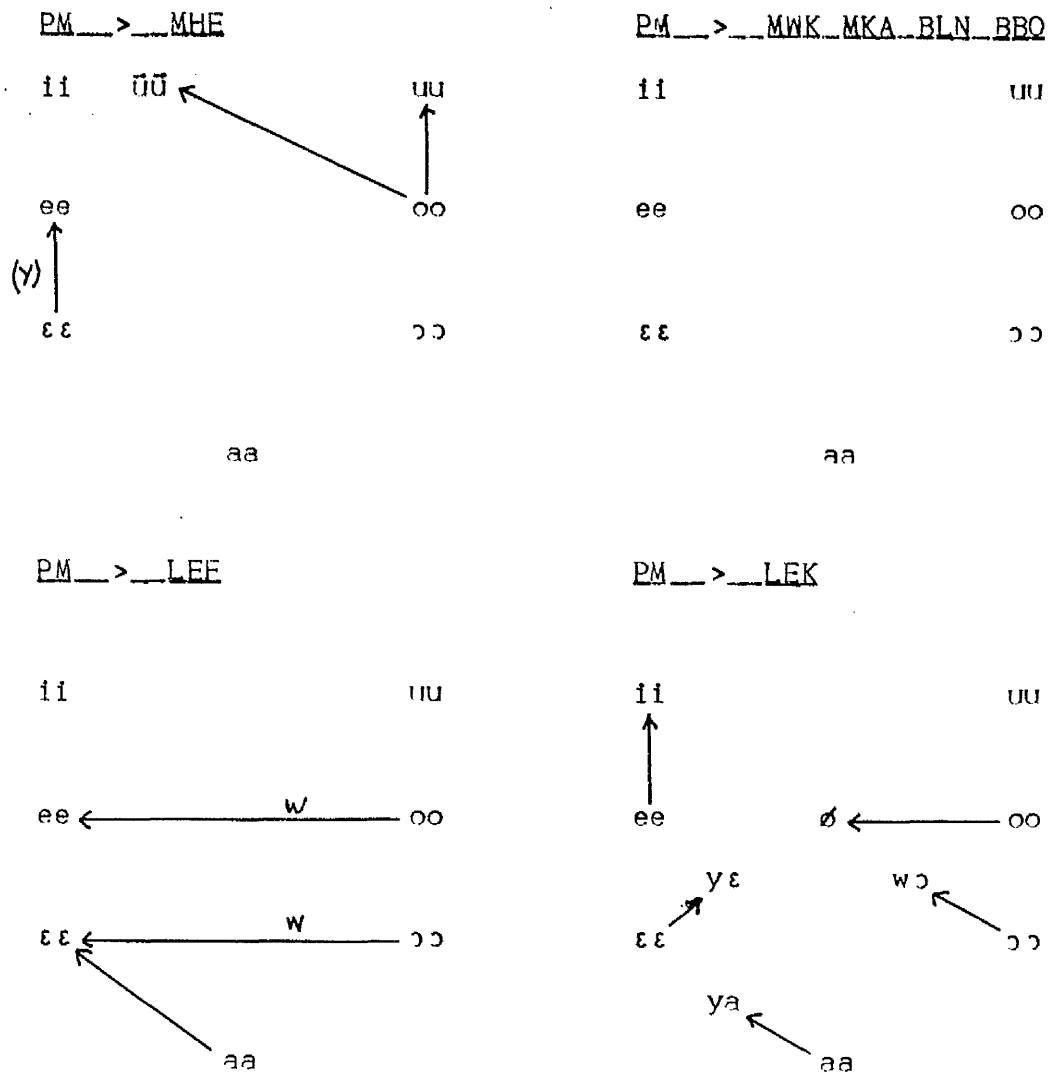 PM > MHE
ii üü uu
ee oo
(y)
ɛɛ ɔɔ
aa
PM > MWK MKA BLN BBO
ii uu
ee oo
ɛɛ ɔɔ
aa
PM > LEE
ii uu
ee w oo
ɛɛ w ɔɔ
aa
PM > LEK
ii uu
ee ø oo
yɛ wɔ
ɛɛ ɔɔ
ya
aa